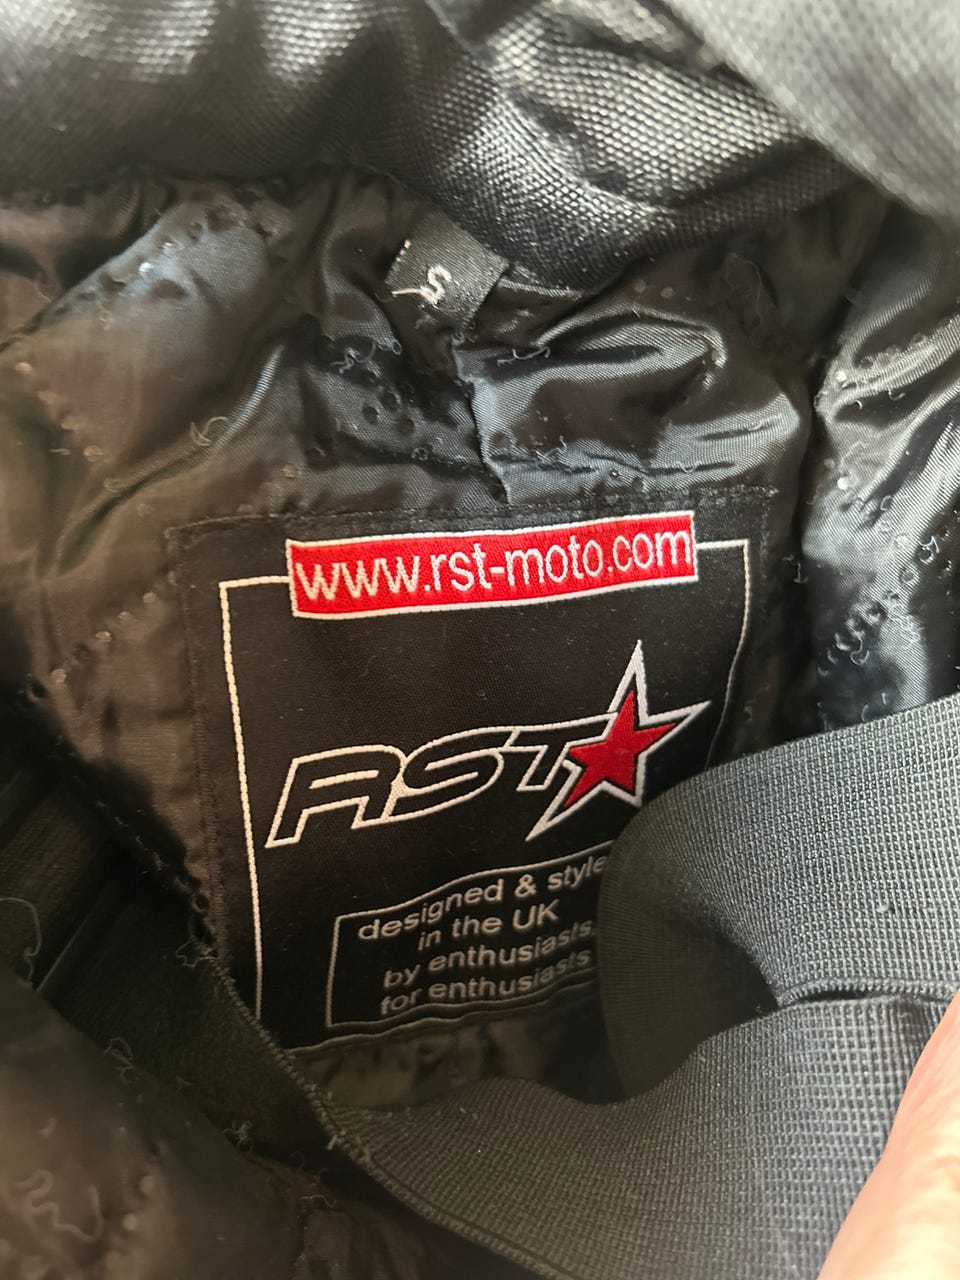 S
www.rst-moto.com
RST
designed & style
in the UK
by enthusiasts,
for enthusiasts